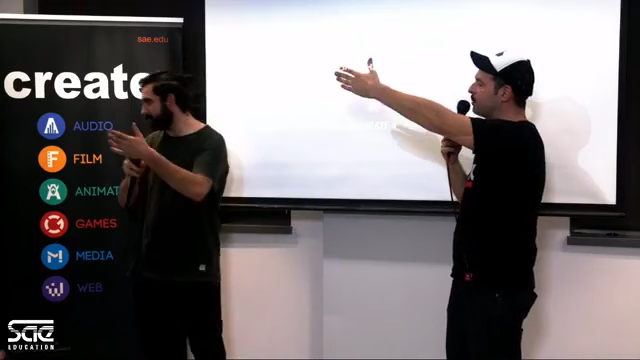 sae.edu
create
AUDIO
FILM
ANIMAT
GAMES
MEDIA
WEB
sae
EDUCATION